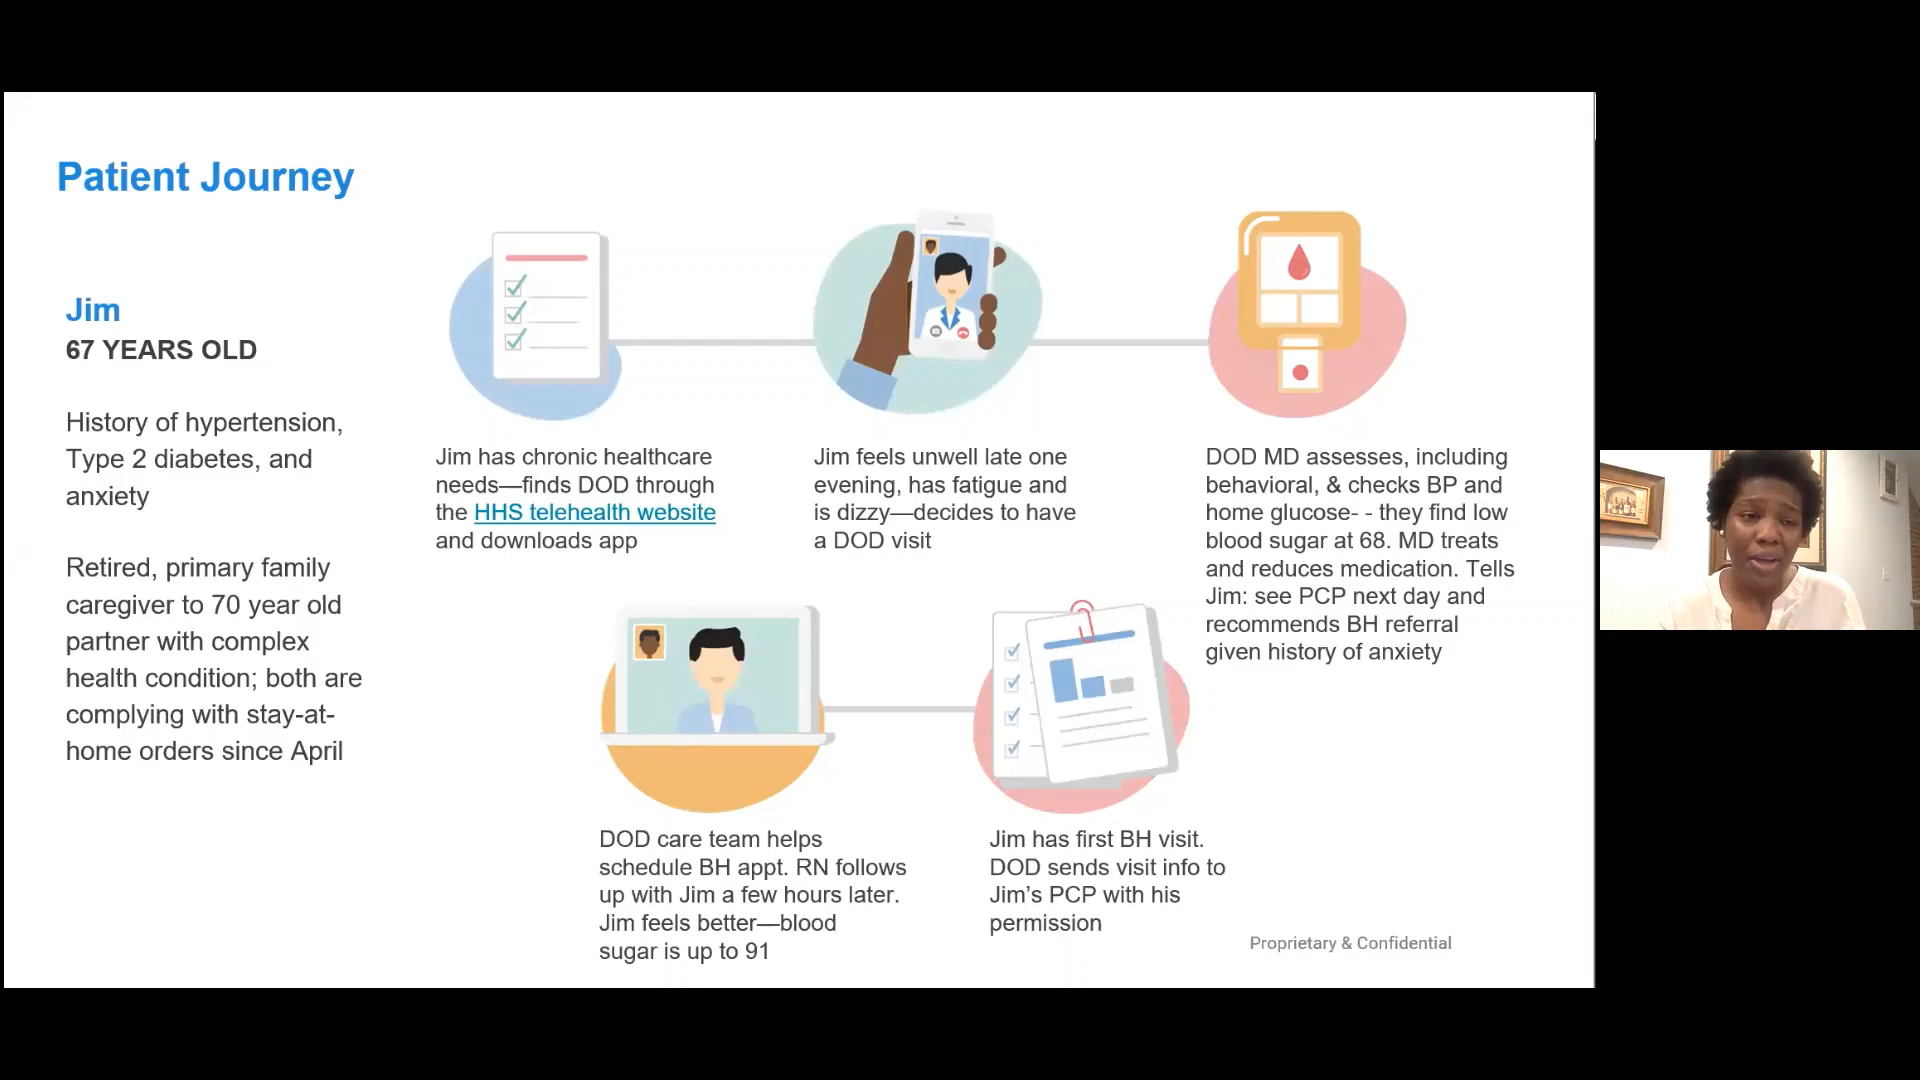 Patient Journey
Jim
67 YEARS OLD
History of hypertension,
Type 2 diabetes, and
anxiety
Retired, primary family
caregiver to 70 year old
partner with complex
health condition; both are
complying with stay-at-
home orders since April
Jim has chronic healthcare
needs—finds DOD through
the HHS telehealth website
and downloads app
Jim feels unwell late one
evening, has fatigue and
is dizzy—decides to have
a DOD visit
DOD MD assesses, including
behavioral, & checks BP and
home glucose- - they find low
blood sugar at 68. MD treats
and reduces medication. Tells
Jim: see PCP next day and
recommends BH referral
given history of anxiety
DOD care team helps
schedule BH appt. RN follows
up with Jim a few hours later.
Jim feels better—blood
sugar is up to 91
Jim has first BH visit.
DOD sends visit info to
Jim’s PCP with his
permission
Proprietary & Confidential